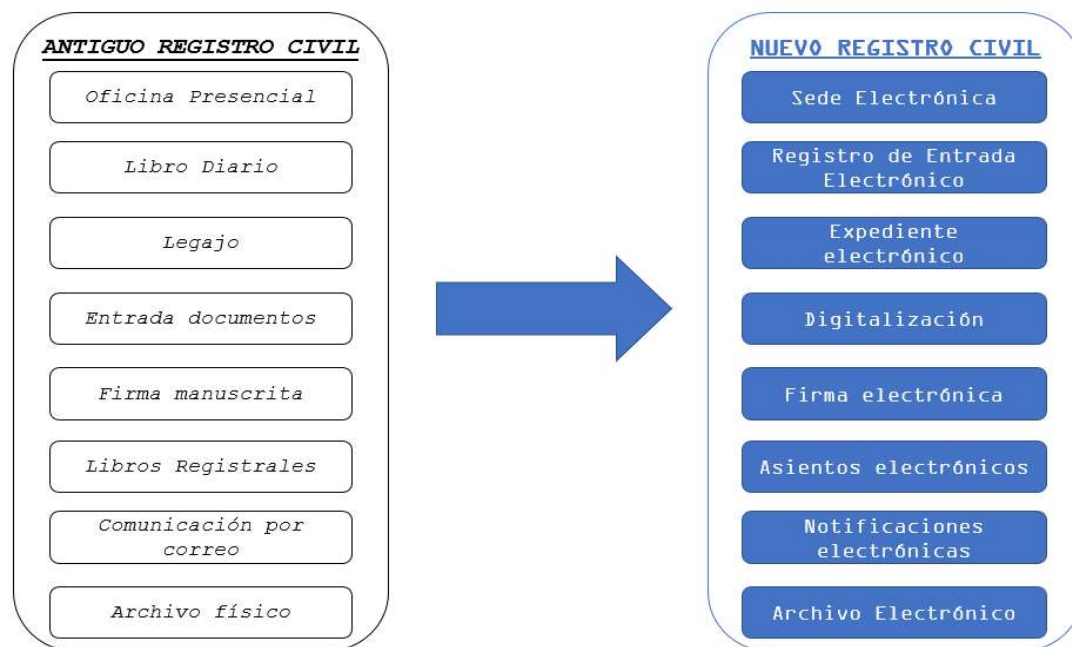 ANTIGUO REGISTRO CIVIL
Oficina Presencial
Libro Diario
Legajo
Entrada documentos
Firma manuscrita
Libros Registrales
Comunicación por
correo
Archivo físico
NUEVO REGISTRO CIVIL
Sede Electrónica
Registro de Entrada
Electrónico
Expediente
electrónico
Digitalización
Firma electrónica
Asientos electrónicos
Notificaciones
electrónicas
Archivo Electrónico